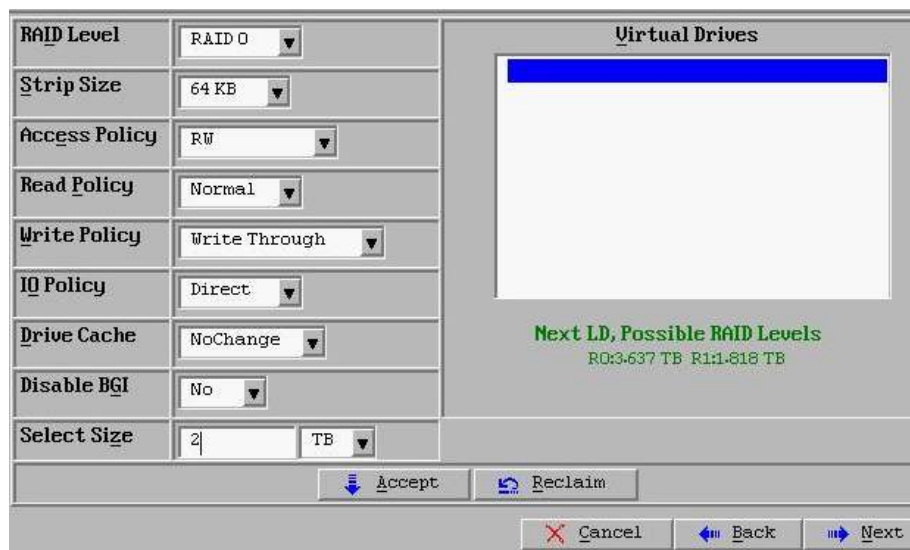 RAID Level
RAID 0
Strip Size
64 KB
Access Policy
RW
Read Policy
Normal
Write Policy
Write Through
IO Policy
Direct
Drive Cache
NoChange
Disable BGI
No
Select Size
2
TB
Virtual Drives
Next LD, Possible RAID Levels
R0:3.637 TB R1:1.818 TB
Accept
Reclaim
Cancel
Back
Next